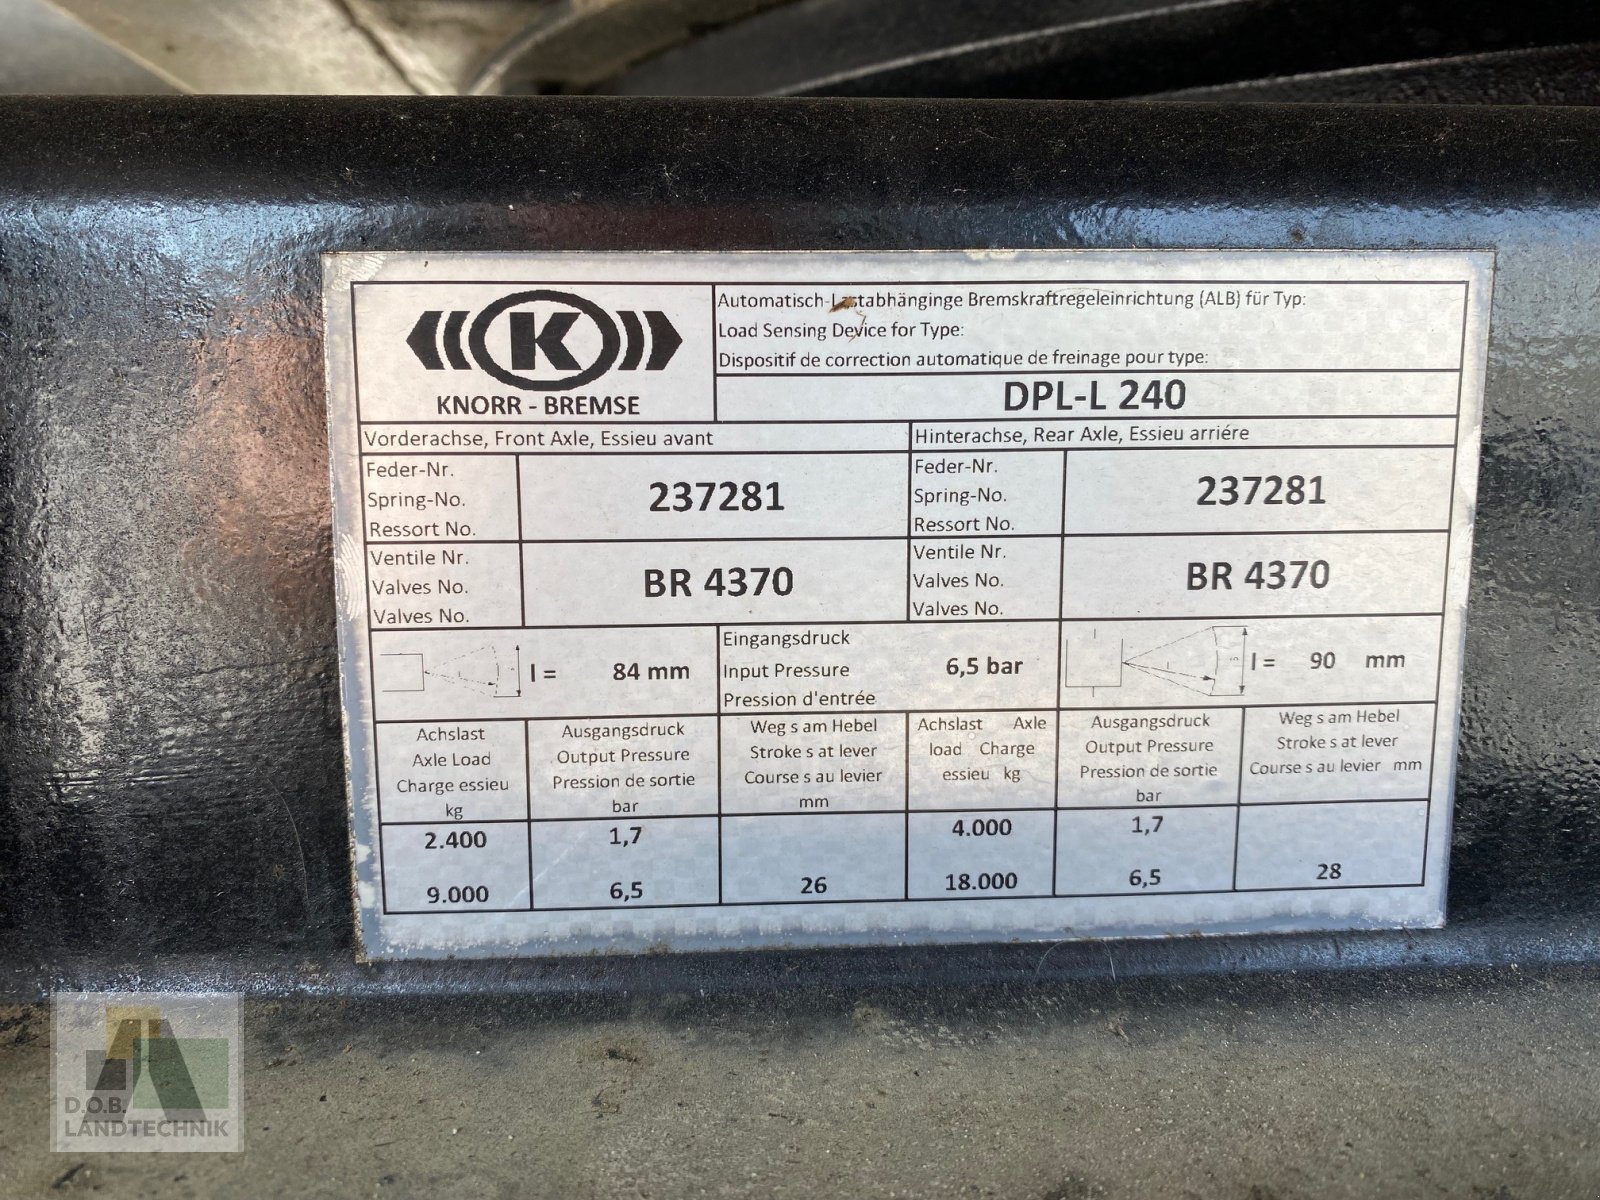 K
KNORR - BREMSE
Automatisch-Lastabhänginge Bremskraftregeleinrichtung (ALB) für Typ:
Load Sensing Device for Type:
Dispositif de correction automatique de freinage pour type:
DPL-L 240
Vorderachse, Front Axle, Essieu avant
Hinterachse, Rear Axle, Essieu arriére
Feder-Nr.
Spring-No.
Ressort No.
237281
Feder-Nr.
Spring-No.
Ressort No.
237281
Ventile Nr.
Valves No.
Valves No.
BR 4370
Ventile Nr.
Valves No.
Valves No.
BR 4370
l = 84 mm
Eingangsdruck
Input Pressure
Pression d'entrée
6,5 bar
l = 90 mm
Achslast
Axle Load
Charge essieu
kg
Ausgangsdruck
Output Pressure
Pression de sortie
bar
Weg s am Hebel
Stroke s at lever
Course s au levier
mm
Achslast Axle
load Charge
essieu kg
Ausgangsdruck
Output Pressure
Pression de sortie
bar
Weg s am Hebel
Stroke s at lever
Course s au levier mm
2.400 1,7 4.000 1,7
9.000 6,5 26 18.000 6,5 28
D.O.B.
LANDTECHNIK